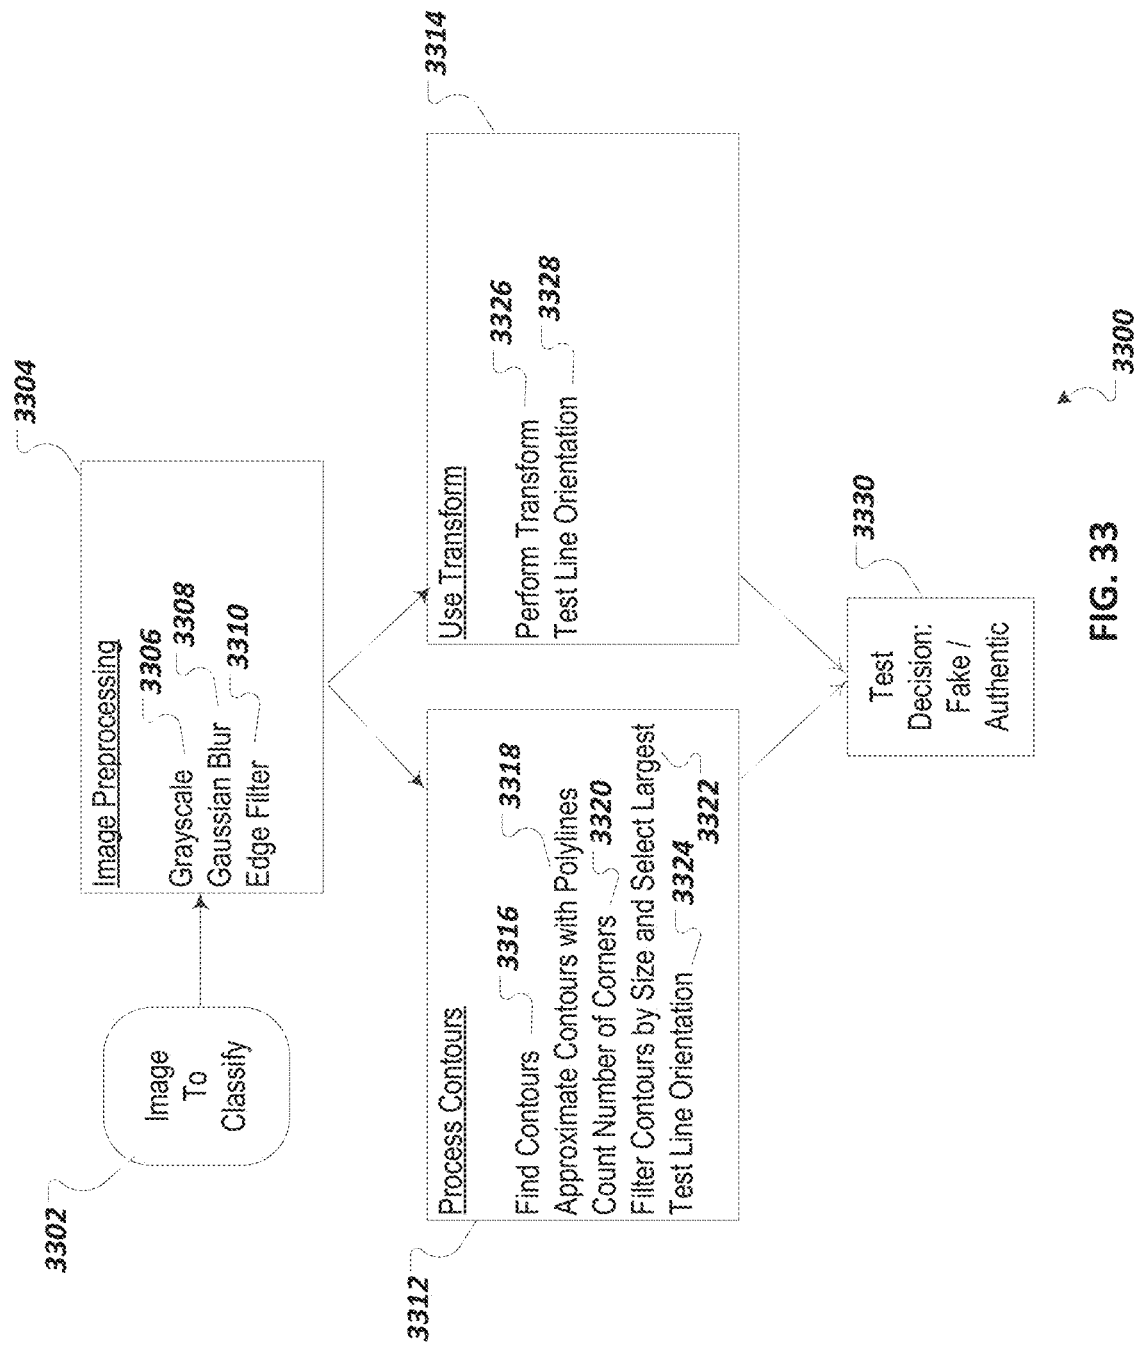 3302
Image
To
Classify
3304
Image Preprocessing
Grayscale
3306
Gaussian Blur
3308
Edge Filter
3310
3312
Process Contours
Find Contours
3316
Approximate Contours with Polylines
3318
Count Number of Corners
3320
Filter Contours by Size and Select Largest
3322
Test Line Orientation
3324
3314
Use Transform
Perform Transform
3326
Test Line Orientation
3328
Test
Decision:
Fake /
Authentic
3330
FIG. 33
3300